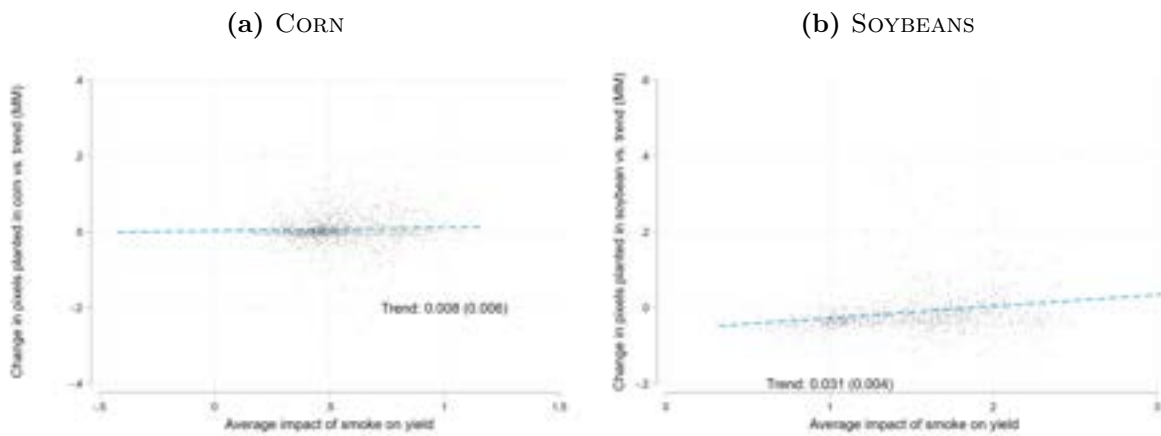 (a) CORN
(b) SOYBEANS
Change in pixels planted in corn vs. trend (MM)
.4
.2
0
-.2
-.4
Trend: 0.008 (0.006)
-.5 0 .5 1 1.5
Average impact of smoke on yield
Change in pixels planted in soybean vs. trend (MM)
.6
.4
.2
0
-.2
Trend: 0.031 (0.004)
0 1 2 3
Average impact of smoke on yield